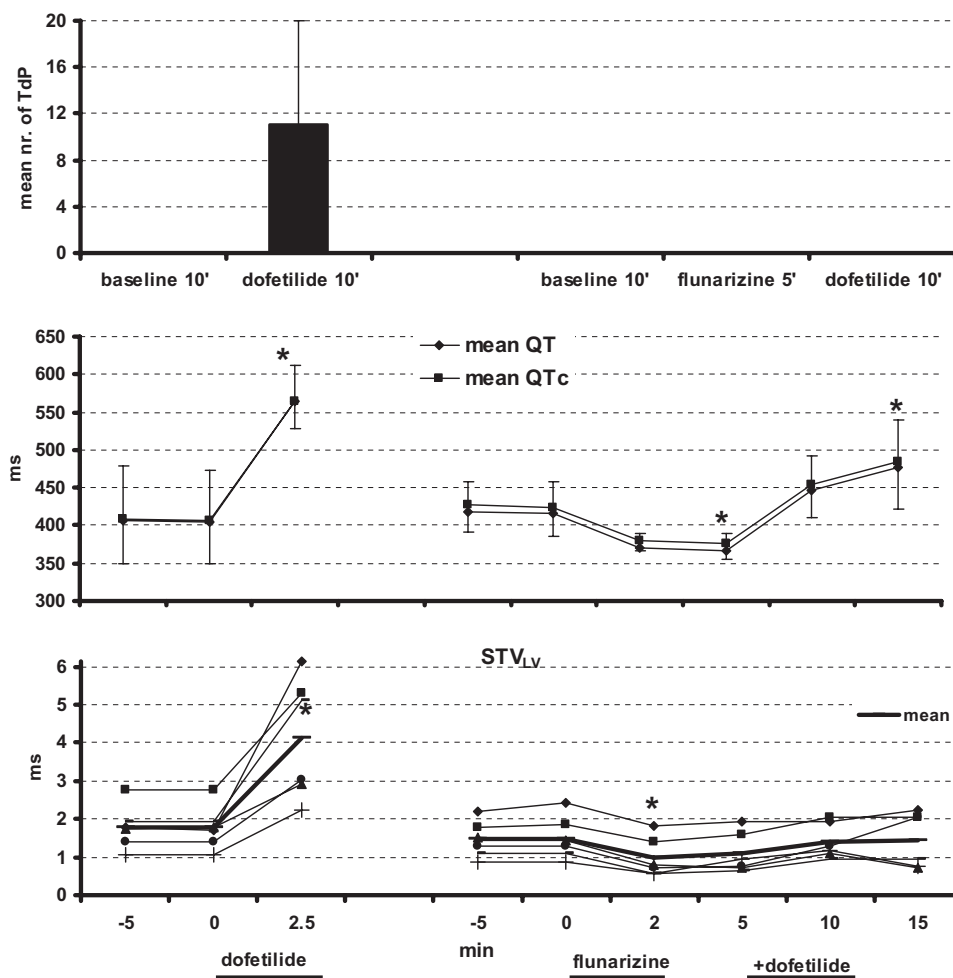 20
16
12
8
4
0
mean nr. of TdP
baseline 10' dofetilide 10' baseline 10' flunarizine 5' dofetilide 10'
650
600
550
500
450
400
350
300
ms
mean QT
mean QTc
*
*
*
STV LV
6
5
4
3
2
1
0
ms
mean
*
*
-5 0 2.5 -5 0 2 5 10 15
min
dofetilide flunarizine +dofetilide